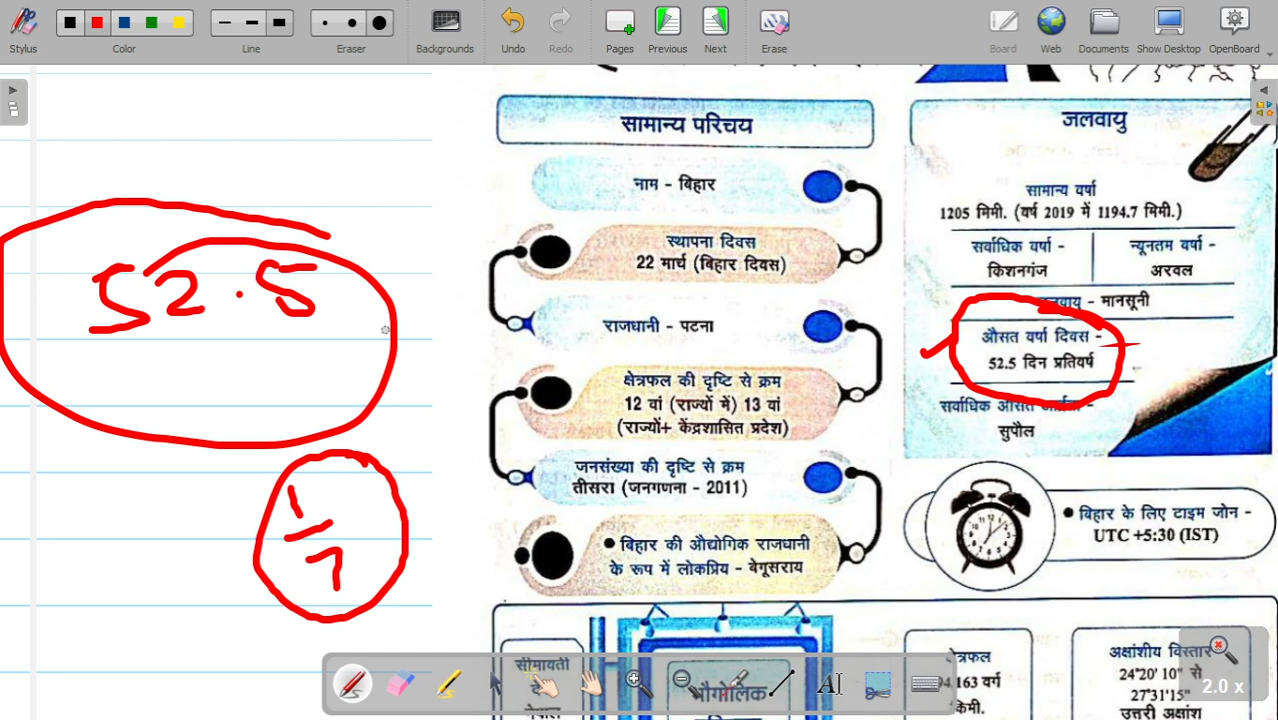 Stylus
Color
Line
Eraser
Backgrounds
Undo
Redo
Pages
Previous
Next
Erase
Board
Web
Documents
Show Desktop
OpenBoard
52.5
1/7
सामान्य परिचय
नाम - बिहार
स्थापना दिवस
22 मार्च (बिहार दिवस)
राजधानी - पटना
क्षेत्रफल की दृष्टि से क्रम
12 वां (राज्यों में) 13 वां
(राज्यों+ केंद्रशासित प्रदेश)
जनसंख्या की दृष्टि से क्रम
तीसरा (जनगणना - 2011)
● बिहार की औद्योगिक राजधानी
के रूप में लोकप्रिय - बेगूसराय
जलवायु
सामान्य वर्षा
1205 मिमी. (वर्ष 2019 में 1194.7 मिमी.)
सर्वाधिक वर्षा -
किशनगंज
न्यूनतम वर्षा -
अरवल
- मानसूनी
औसत वर्षा दिवस -
52.5 दिन प्रतिवर्ष
सर्वाधिक औसत
सुपौल
● बिहार के लिए टाइम जोन -
UTC +5:30 (IST)
सीमावर्ती
भौगोलिक
वर्ग
किमी.
अक्षांशीय विस्तार
24°20' 10" से
27°31'15"
उत्तरी अक्षांश
2.0 x